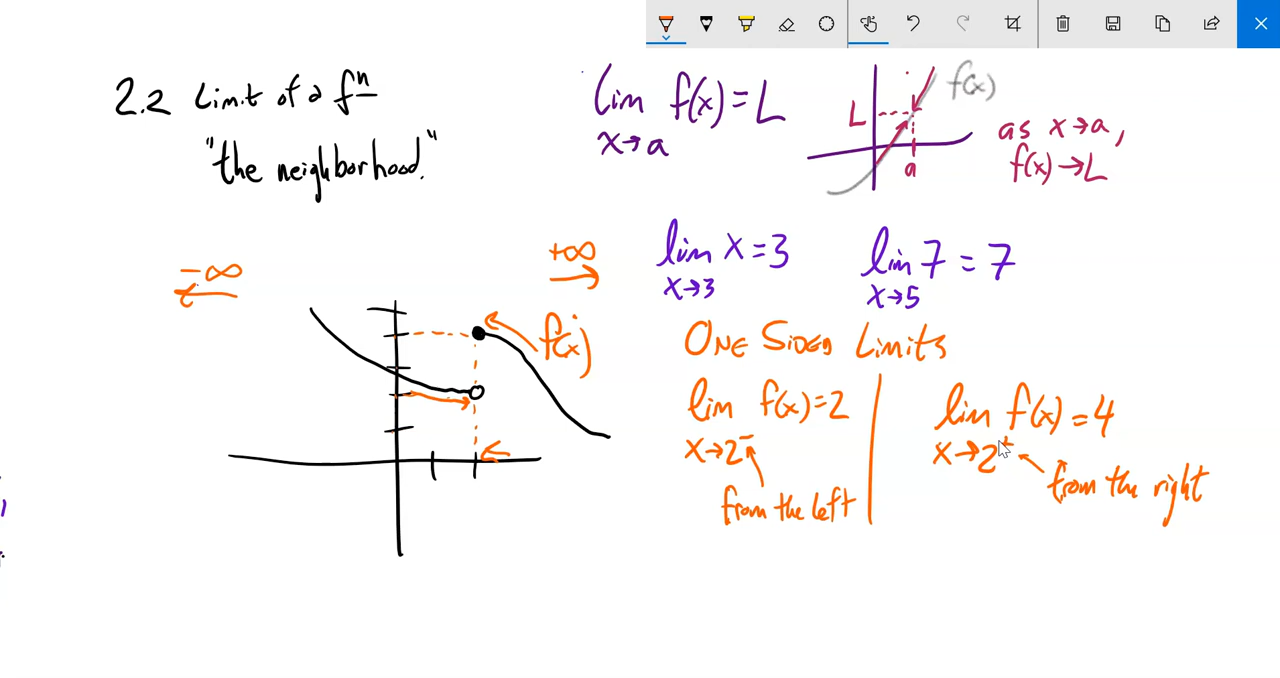 2.2 Limit of a fⁿ
"the neighborhood."
lim f(x) = L
x→a
f(x)
L
a
as x→a,
f(x)→L
-∞
+∞
lim x = 3
x→3
lim 7 = 7
x→5
f(x)
ONE SIDED LIMITS
lim f(x) = 2
x→2⁻
from the left
lim f(x) = 4
x→2⁺
from the right